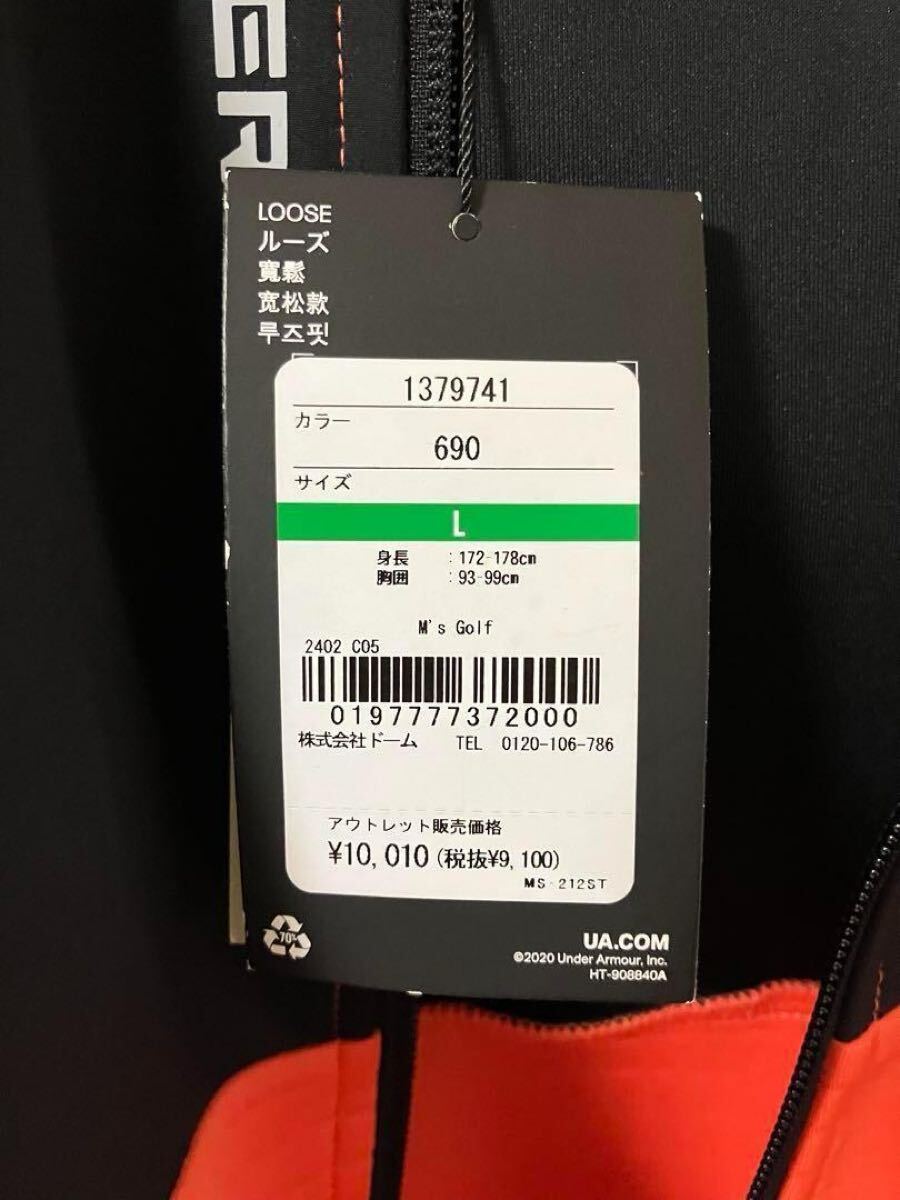 ER
LOOSE
ルーズ
寬鬆
宽松款
루즈핏
1379741
カラー
690
サイズ
L
身長 :172-178cm
胸囲 :93-99cm
M's Golf
2402 C05
0197777372000
株式会社ドーム TEL 0120-106-786
アウトレット販売価格
¥10,010(税抜¥9,100)
MS-212ST
70%
UA.COM
©2020 Under Armour, Inc.
HT-908840A